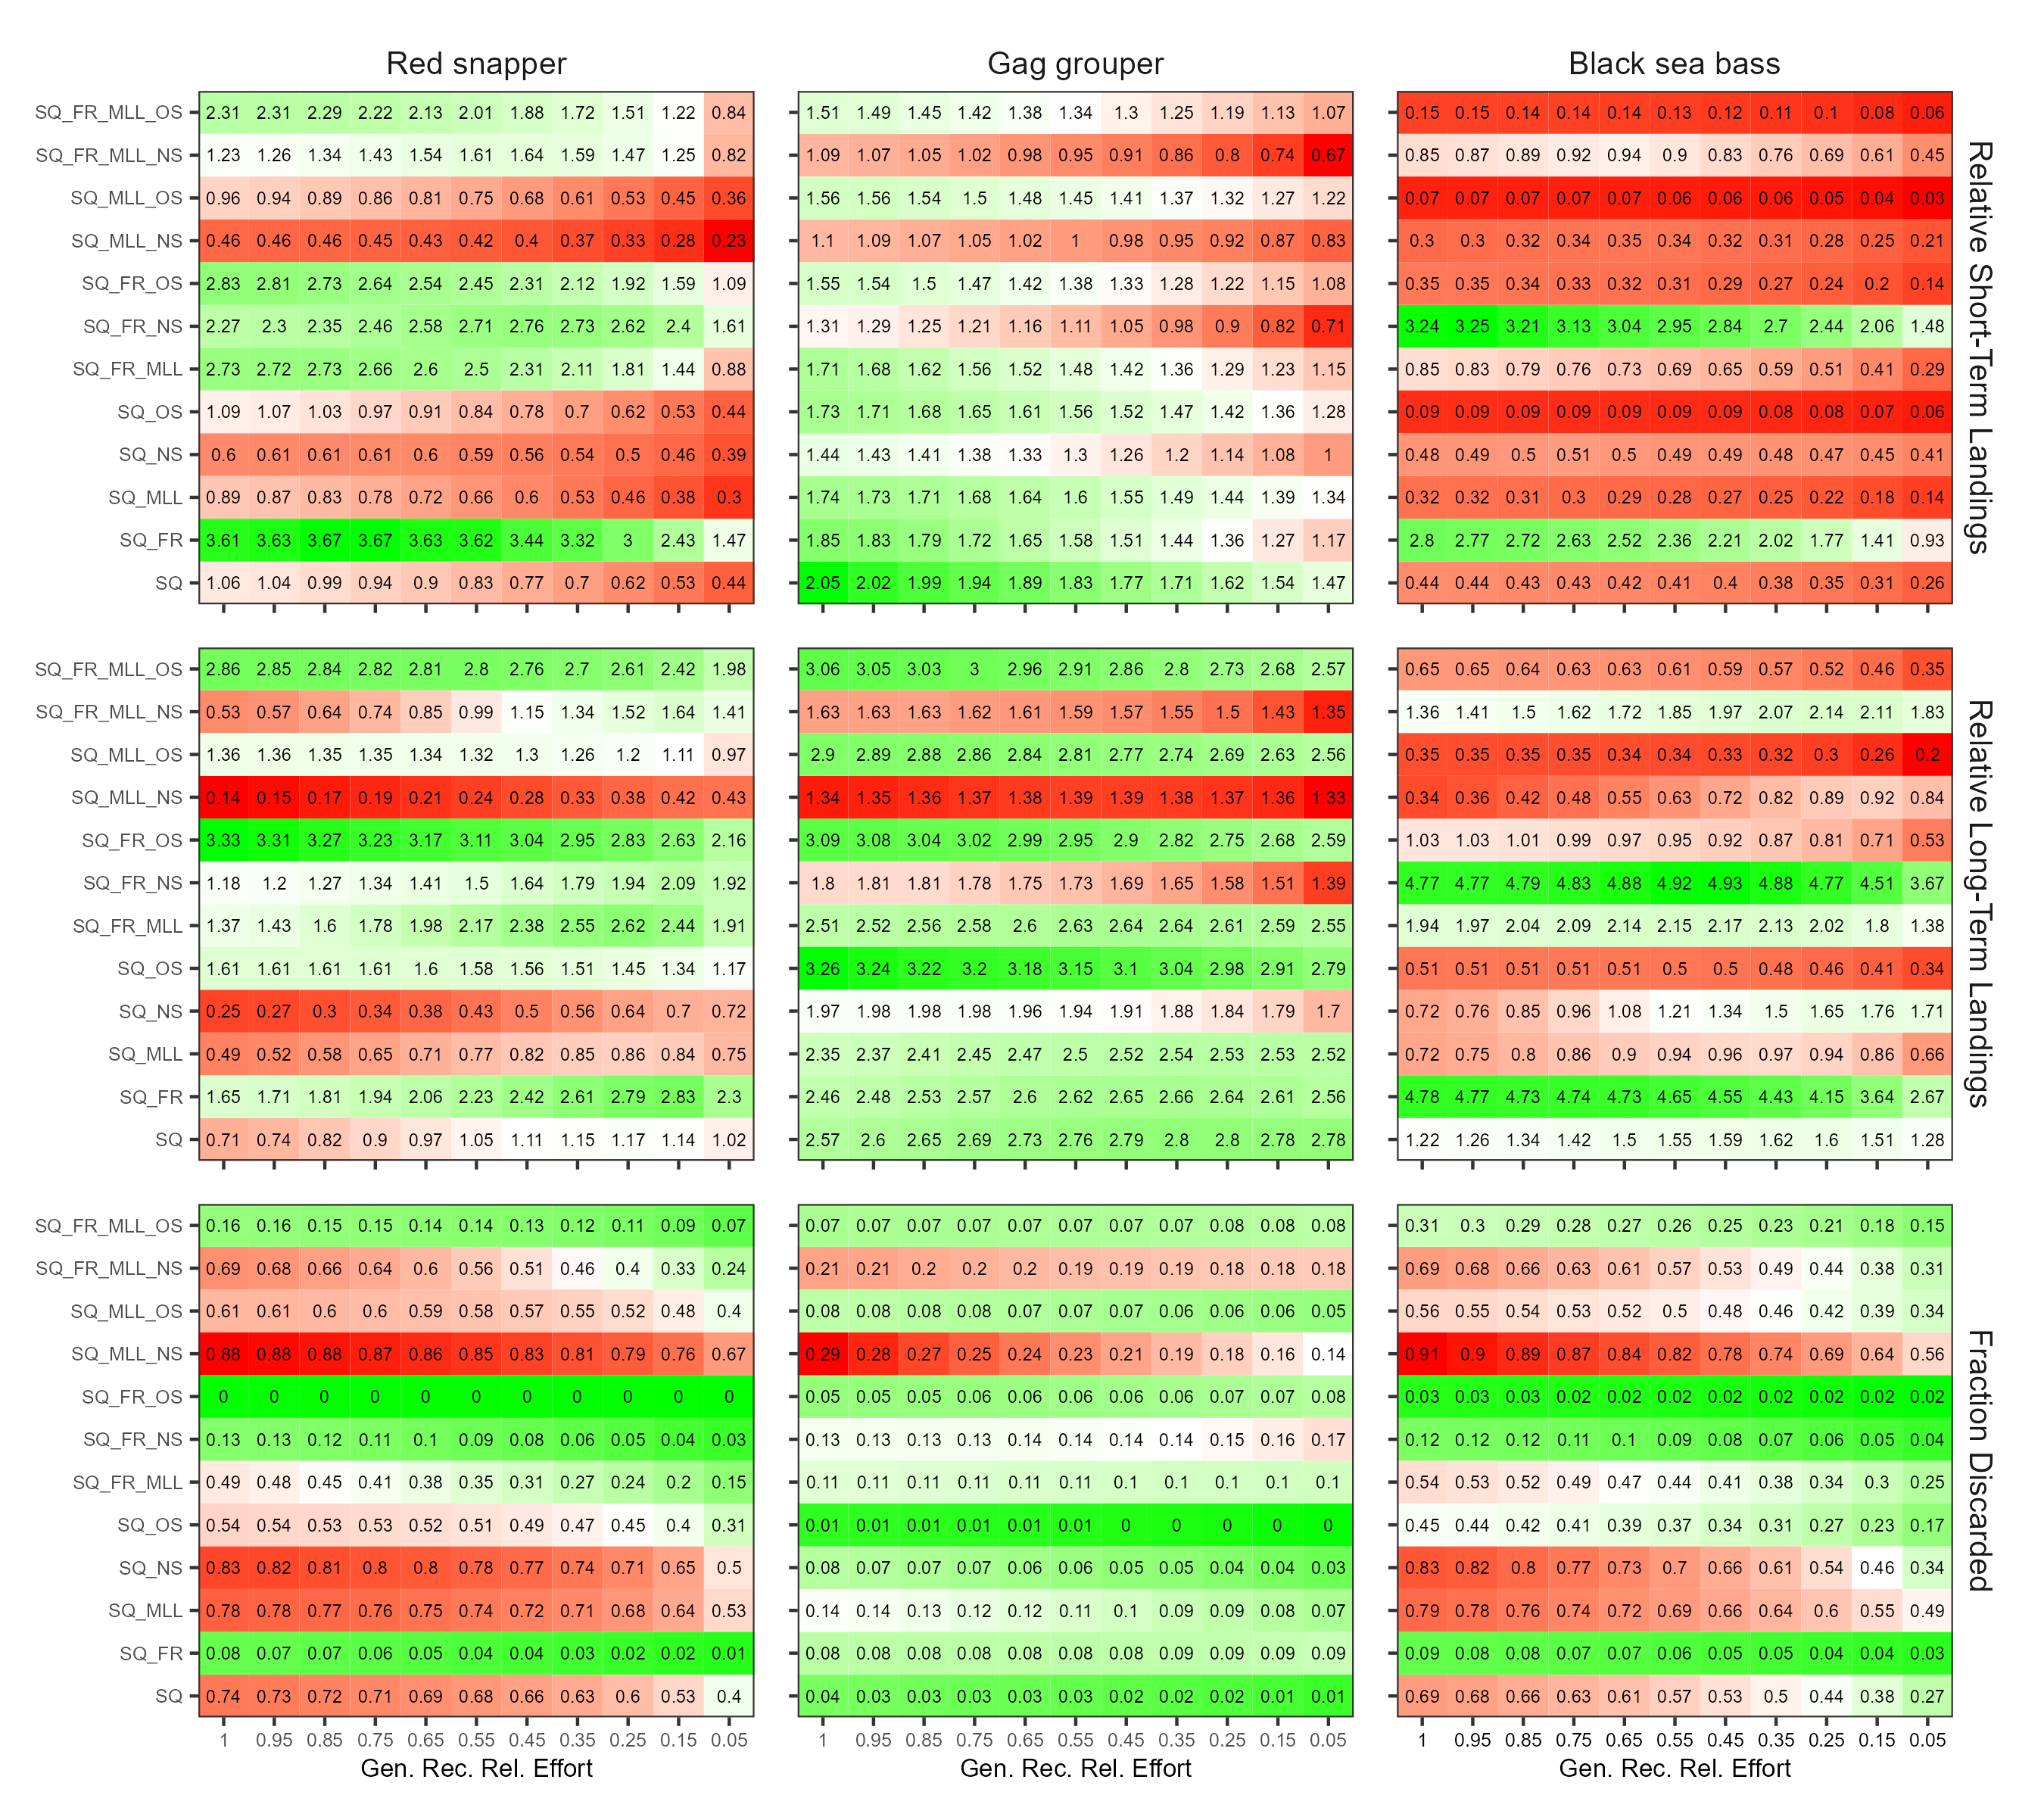 Red snapper Gag grouper Black sea bass
SQ_FR_MLL_OS 2.31 2.31 2.29 2.22 2.13 2.01 1.88 1.72 1.51 1.22 0.84 1.51 1.49 1.45 1.42 1.38 1.34 1.3 1.25 1.19 1.13 1.07 0.15 0.15 0.14 0.14 0.14 0.13 0.12 0.11 0.1 0.08 0.06
SQ_FR_MLL_NS 1.23 1.26 1.34 1.43 1.54 1.61 1.64 1.59 1.47 1.25 0.82 1.09 1.07 1.05 1.02 0.98 0.95 0.91 0.86 0.8 0.74 0.67 0.85 0.87 0.89 0.92 0.94 0.9 0.83 0.76 0.69 0.61 0.45
SQ_MLL_OS 0.96 0.94 0.89 0.86 0.81 0.75 0.68 0.61 0.53 0.45 0.36 1.56 1.56 1.54 1.5 1.48 1.45 1.41 1.37 1.32 1.27 1.22 0.07 0.07 0.07 0.07 0.07 0.06 0.06 0.06 0.05 0.04 0.03
SQ_MLL_NS 0.46 0.46 0.46 0.45 0.43 0.42 0.4 0.37 0.33 0.28 0.23 1.1 1.09 1.07 1.05 1.02 1 0.98 0.95 0.92 0.87 0.83 0.3 0.3 0.32 0.34 0.35 0.34 0.32 0.31 0.28 0.25 0.21
SQ_FR_OS 2.83 2.81 2.73 2.64 2.54 2.45 2.31 2.12 1.92 1.59 1.09 1.55 1.54 1.5 1.47 1.42 1.38 1.33 1.28 1.22 1.15 1.08 0.35 0.35 0.34 0.33 0.32 0.31 0.29 0.27 0.24 0.2 0.14
SQ_FR_NS 2.27 2.3 2.35 2.46 2.58 2.71 2.76 2.73 2.62 2.4 1.61 1.31 1.29 1.25 1.21 1.16 1.11 1.05 0.98 0.9 0.82 0.71 3.24 3.25 3.21 3.13 3.04 2.95 2.84 2.7 2.44 2.06 1.48
SQ_FR_MLL 2.73 2.72 2.73 2.66 2.6 2.5 2.31 2.11 1.81 1.44 0.88 1.71 1.68 1.62 1.56 1.52 1.48 1.42 1.36 1.29 1.23 1.15 0.85 0.83 0.79 0.76 0.73 0.69 0.65 0.59 0.51 0.41 0.29
SQ_OS 1.09 1.07 1.03 0.97 0.91 0.84 0.78 0.7 0.62 0.53 0.44 1.73 1.71 1.68 1.65 1.61 1.56 1.52 1.47 1.42 1.36 1.28 0.09 0.09 0.09 0.09 0.09 0.09 0.09 0.08 0.08 0.07 0.06
SQ_NS 0.6 0.61 0.61 0.61 0.6 0.59 0.56 0.54 0.5 0.46 0.39 1.44 1.43 1.41 1.38 1.33 1.3 1.26 1.2 1.14 1.08 1 0.48 0.49 0.5 0.51 0.5 0.49 0.49 0.48 0.47 0.45 0.41
SQ_MLL 0.89 0.87 0.83 0.78 0.72 0.66 0.6 0.53 0.46 0.38 0.3 1.74 1.73 1.71 1.68 1.64 1.6 1.55 1.49 1.44 1.39 1.34 0.32 0.32 0.31 0.3 0.29 0.28 0.27 0.25 0.22 0.18 0.14
SQ_FR 3.61 3.63 3.67 3.67 3.63 3.62 3.44 3.32 3 2.43 1.47 1.85 1.83 1.79 1.72 1.65 1.58 1.51 1.44 1.36 1.27 1.17 2.8 2.77 2.72 2.63 2.52 2.36 2.21 2.02 1.77 1.41 0.93
SQ 1.06 1.04 0.99 0.94 0.9 0.83 0.77 0.7 0.62 0.53 0.44 2.05 2.02 1.99 1.94 1.89 1.83 1.77 1.71 1.62 1.54 1.47 0.44 0.44 0.43 0.43 0.42 0.41 0.4 0.38 0.35 0.31 0.26
Relative Short-Term Landings
SQ_FR_MLL_OS 2.86 2.85 2.84 2.82 2.81 2.8 2.76 2.7 2.61 2.42 1.98 3.06 3.05 3.03 3 2.96 2.91 2.86 2.8 2.73 2.68 2.57 0.65 0.65 0.64 0.63 0.63 0.61 0.59 0.57 0.52 0.46 0.35
SQ_FR_MLL_NS 0.53 0.57 0.64 0.74 0.85 0.99 1.15 1.34 1.52 1.64 1.41 1.63 1.63 1.63 1.62 1.61 1.59 1.57 1.55 1.5 1.43 1.35 1.36 1.41 1.5 1.62 1.72 1.85 1.97 2.07 2.14 2.11 1.83
SQ_MLL_OS 1.36 1.36 1.35 1.35 1.34 1.32 1.3 1.26 1.2 1.11 0.97 2.9 2.89 2.88 2.86 2.84 2.81 2.77 2.74 2.69 2.63 2.56 0.35 0.35 0.35 0.35 0.34 0.34 0.33 0.32 0.3 0.26 0.2
SQ_MLL_NS 0.14 0.15 0.17 0.19 0.21 0.24 0.28 0.33 0.38 0.42 0.43 1.34 1.35 1.36 1.37 1.38 1.39 1.39 1.38 1.37 1.36 1.33 0.34 0.36 0.42 0.48 0.55 0.63 0.72 0.82 0.89 0.92 0.84
SQ_FR_OS 3.33 3.31 3.27 3.23 3.17 3.11 3.04 2.95 2.83 2.63 2.16 3.09 3.08 3.04 3.02 2.99 2.95 2.9 2.82 2.75 2.68 2.59 1.03 1.03 1.01 0.99 0.97 0.95 0.92 0.87 0.81 0.71 0.53
SQ_FR_NS 1.18 1.2 1.27 1.34 1.41 1.5 1.64 1.79 1.94 2.09 1.92 1.8 1.81 1.81 1.78 1.75 1.73 1.69 1.65 1.58 1.51 1.39 4.77 4.77 4.79 4.83 4.88 4.92 4.93 4.88 4.77 4.51 3.67
SQ_FR_MLL 1.37 1.43 1.6 1.78 1.98 2.17 2.38 2.55 2.62 2.44 1.91 2.51 2.52 2.56 2.58 2.6 2.63 2.64 2.64 2.61 2.59 2.55 1.94 1.97 2.04 2.09 2.14 2.15 2.17 2.13 2.02 1.8 1.38
SQ_OS 1.61 1.61 1.61 1.61 1.6 1.58 1.56 1.51 1.45 1.34 1.17 3.26 3.24 3.22 3.2 3.18 3.15 3.1 3.04 2.98 2.91 2.79 0.51 0.51 0.51 0.51 0.51 0.5 0.5 0.48 0.46 0.41 0.34
SQ_NS 0.25 0.27 0.3 0.34 0.38 0.43 0.5 0.56 0.64 0.7 0.72 1.97 1.98 1.98 1.98 1.96 1.94 1.91 1.88 1.84 1.79 1.7 0.72 0.76 0.85 0.96 1.08 1.21 1.34 1.5 1.65 1.76 1.71
SQ_MLL 0.49 0.52 0.58 0.65 0.71 0.77 0.82 0.85 0.86 0.84 0.75 2.35 2.37 2.41 2.45 2.47 2.5 2.52 2.54 2.53 2.53 2.52 0.72 0.75 0.8 0.86 0.9 0.94 0.96 0.97 0.94 0.86 0.66
SQ_FR 1.65 1.71 1.81 1.94 2.06 2.23 2.42 2.61 2.79 2.83 2.3 2.46 2.48 2.53 2.57 2.6 2.62 2.65 2.66 2.64 2.61 2.56 4.78 4.77 4.73 4.74 4.73 4.65 4.55 4.43 4.15 3.64 2.67
SQ 0.71 0.74 0.82 0.9 0.97 1.05 1.11 1.15 1.17 1.14 1.02 2.57 2.6 2.65 2.69 2.73 2.76 2.79 2.8 2.8 2.78 2.78 1.22 1.26 1.34 1.42 1.5 1.55 1.59 1.62 1.6 1.51 1.28
Relative Long-Term Landings
SQ_FR_MLL_OS 0.16 0.16 0.15 0.15 0.14 0.14 0.13 0.12 0.11 0.09 0.07 0.07 0.07 0.07 0.07 0.07 0.07 0.07 0.07 0.08 0.08 0.08 0.31 0.3 0.29 0.28 0.27 0.26 0.25 0.23 0.21 0.18 0.15
SQ_FR_MLL_NS 0.69 0.68 0.66 0.64 0.6 0.56 0.51 0.46 0.4 0.33 0.24 0.21 0.21 0.2 0.2 0.2 0.19 0.19 0.19 0.18 0.18 0.18 0.69 0.68 0.66 0.63 0.61 0.57 0.53 0.49 0.44 0.38 0.31
SQ_MLL_OS 0.61 0.61 0.6 0.6 0.59 0.58 0.57 0.55 0.52 0.48 0.4 0.08 0.08 0.08 0.08 0.07 0.07 0.07 0.06 0.06 0.06 0.05 0.56 0.55 0.54 0.53 0.52 0.5 0.48 0.46 0.42 0.39 0.34
SQ_MLL_NS 0.88 0.88 0.88 0.87 0.86 0.85 0.83 0.81 0.79 0.76 0.67 0.29 0.28 0.27 0.25 0.24 0.23 0.21 0.19 0.18 0.16 0.14 0.91 0.9 0.89 0.87 0.84 0.82 0.78 0.74 0.69 0.64 0.56
SQ_FR_OS 0 0 0 0 0 0 0 0 0 0 0 0.05 0.05 0.05 0.06 0.06 0.06 0.06 0.06 0.07 0.07 0.08 0.03 0.03 0.03 0.02 0.02 0.02 0.02 0.02 0.02 0.02 0.02
SQ_FR_NS 0.13 0.13 0.12 0.11 0.1 0.09 0.08 0.06 0.05 0.04 0.03 0.13 0.13 0.13 0.13 0.14 0.14 0.14 0.14 0.15 0.16 0.17 0.12 0.12 0.12 0.11 0.1 0.09 0.08 0.07 0.06 0.05 0.04
SQ_FR_MLL 0.49 0.48 0.45 0.41 0.38 0.35 0.31 0.27 0.24 0.2 0.15 0.11 0.11 0.11 0.11 0.11 0.11 0.1 0.1 0.1 0.1 0.1 0.54 0.53 0.52 0.49 0.47 0.44 0.41 0.38 0.34 0.3 0.25
SQ_OS 0.54 0.54 0.53 0.53 0.52 0.51 0.49 0.47 0.45 0.4 0.31 0.01 0.01 0.01 0.01 0.01 0.01 0 0 0 0 0 0.45 0.44 0.42 0.41 0.39 0.37 0.34 0.31 0.27 0.23 0.17
SQ_NS 0.83 0.82 0.81 0.8 0.8 0.78 0.77 0.74 0.71 0.65 0.5 0.08 0.07 0.07 0.07 0.06 0.06 0.05 0.05 0.04 0.04 0.03 0.83 0.82 0.8 0.77 0.73 0.7 0.66 0.61 0.54 0.46 0.34
SQ_MLL 0.78 0.78 0.77 0.76 0.75 0.74 0.72 0.71 0.68 0.64 0.53 0.14 0.14 0.13 0.12 0.12 0.11 0.1 0.09 0.09 0.08 0.07 0.79 0.78 0.76 0.74 0.72 0.69 0.66 0.64 0.6 0.55 0.49
SQ_FR 0.08 0.07 0.07 0.06 0.05 0.04 0.04 0.03 0.02 0.02 0.01 0.08 0.08 0.08 0.08 0.08 0.08 0.08 0.09 0.09 0.09 0.09 0.09 0.08 0.08 0.07 0.07 0.06 0.05 0.05 0.04 0.04 0.03
SQ 0.74 0.73 0.72 0.71 0.69 0.68 0.66 0.63 0.6 0.53 0.4 0.04 0.03 0.03 0.03 0.03 0.03 0.02 0.02 0.02 0.01 0.01 0.69 0.68 0.66 0.63 0.61 0.57 0.53 0.5 0.44 0.38 0.27
Fraction Discarded
1 0.95 0.85 0.75 0.65 0.55 0.45 0.35 0.25 0.15 0.05 1 0.95 0.85 0.75 0.65 0.55 0.45 0.35 0.25 0.15 0.05 1 0.95 0.85 0.75 0.65 0.55 0.45 0.35 0.25 0.15 0.05
Gen. Rec. Rel. Effort Gen. Rec. Rel. Effort Gen. Rec. Rel. Effort